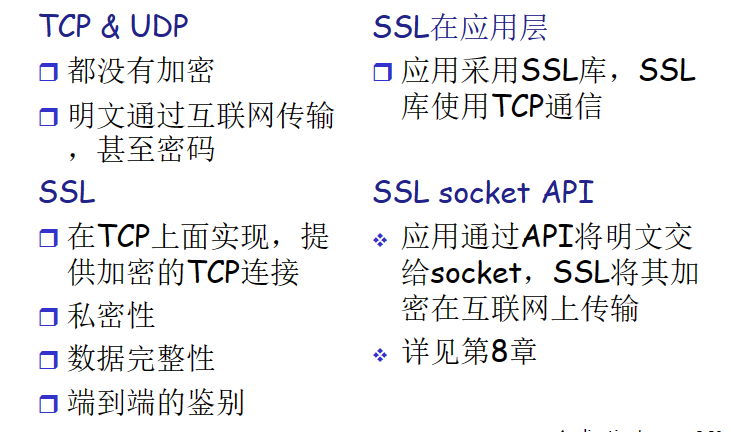 TCP & UDP
都没有加密
明文通过互联网传输
，甚至密码
SSL
在TCP上面实现，提
供加密的TCP连接
私密性
数据完整性
端到端的鉴别
SSL在应用层
应用采用SSL库，SSL
库使用TCP通信
SSL socket API
应用通过API将明文交
给socket，SSL将其加
密在互联网上传输
详见第8章